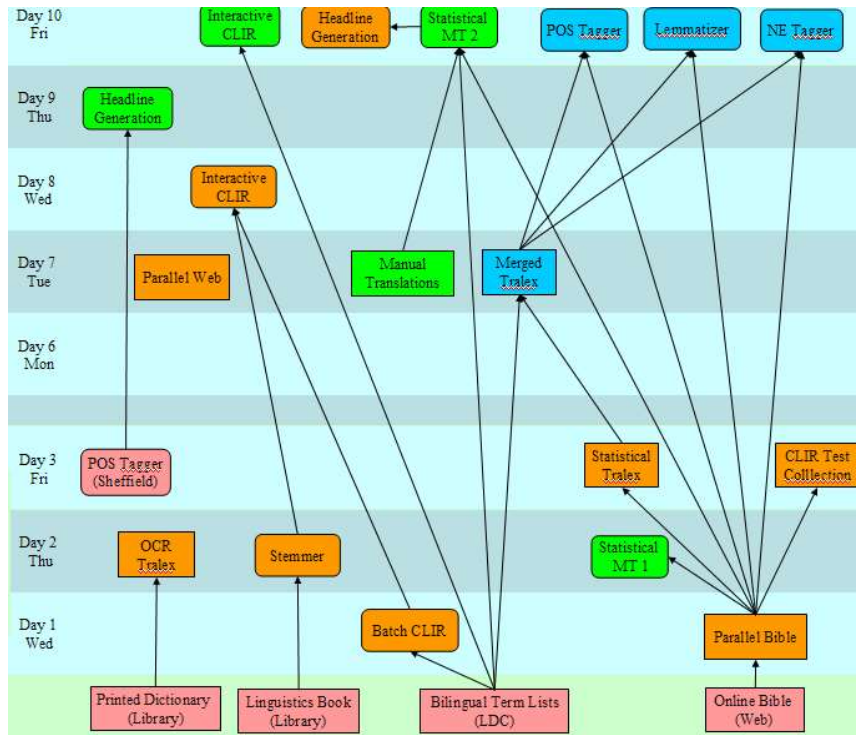 Day 10
Fri
Interactive
CLIR
Headline
Generation
Statistical
MT 2
POS Tagger
Lemmatizer
NE Tagger
Day 9
Thu
Headline
Generation
Day 8
Wed
Interactive
CLIR
Day 7
Tue
Parallel Web
Manual
Translations
Merged
Tralex
Day 6
Mon
Day 3
Fri
POS Tagger
(Sheffield)
Statistical
Tralex
CLIR Test
Colllection
Day 2
Thu
OCR
Tralex
Stemmer
Statistical
MT 1
Day 1
Wed
Batch CLIR
Parallel Bible
Printed Dictionary
(Library)
Linguistics Book
(Library)
Bilingual Term Lists
(LDC)
Online Bible
(Web)